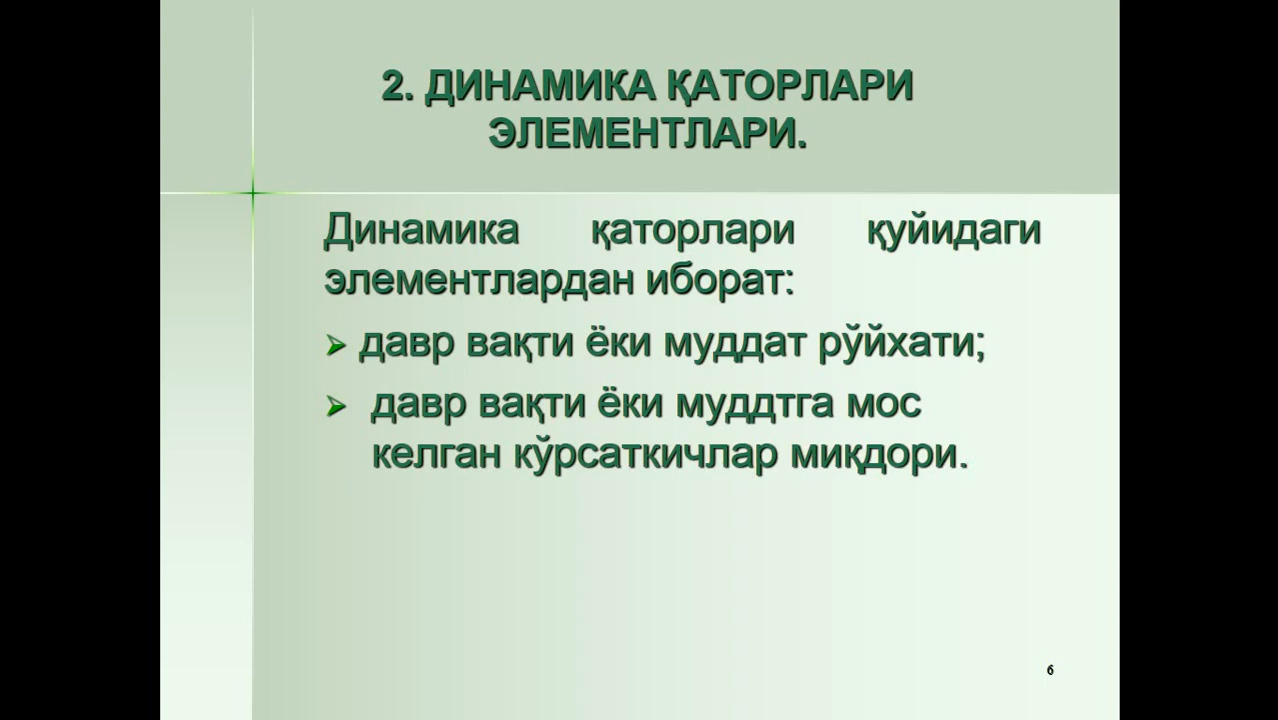 2. ДИНАМИКА ҚАТОРЛАРИ
ЭЛЕМЕНТЛАРИ.
Динамика қаторлари қуйидаги
элементлардан иборат:
➢ давр вақти ёки муддат рўйхати;
➢ давр вақти ёки муддтга мос
келган кўрсаткичлар миқдори.
6